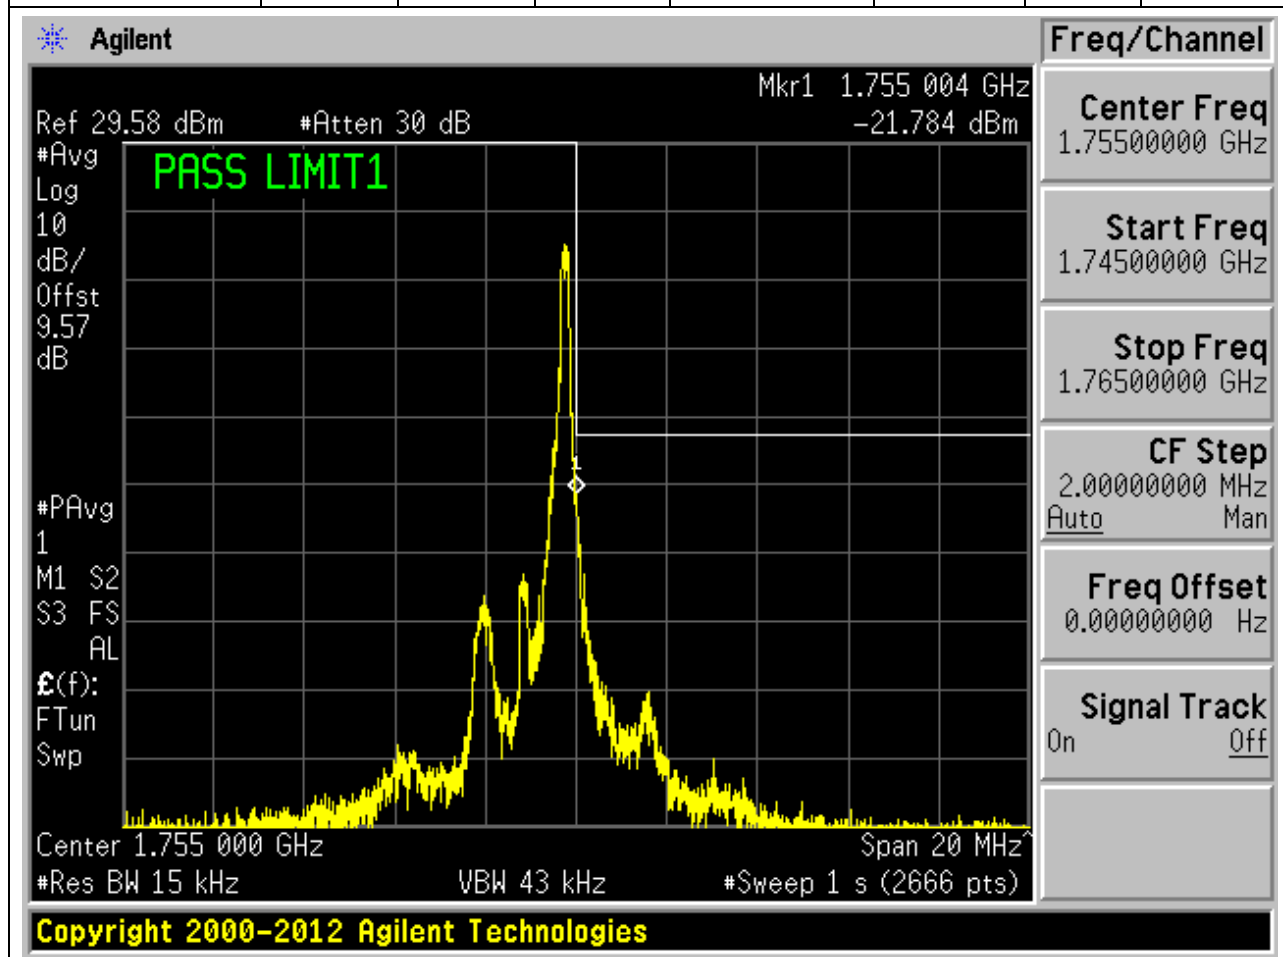 Agilent
Freq/Channel
Mkr1 1.755 004 GHz
Ref 29.58 dBm #Atten 30 dB -21.784 dBm
#Avg
Log
10
dB/
Offst
9.57
dB
PASS LIMIT1
1
#PAvg
1
M1 S2
S3 FS
AL
£(f):
FTun
Swp
Center 1.755 000 GHz Span 20 MHz^
#Res BW 15 kHz VBW 43 kHz #Sweep 1 s (2666 pts)
Copyright 2000-2012 Agilent Technologies
Center Freq
1.75500000 GHz
Start Freq
1.74500000 GHz
Stop Freq
1.76500000 GHz
CF Step
2.00000000 MHz
Auto Man
Freq Offset
0.00000000 Hz
Signal Track
On Off